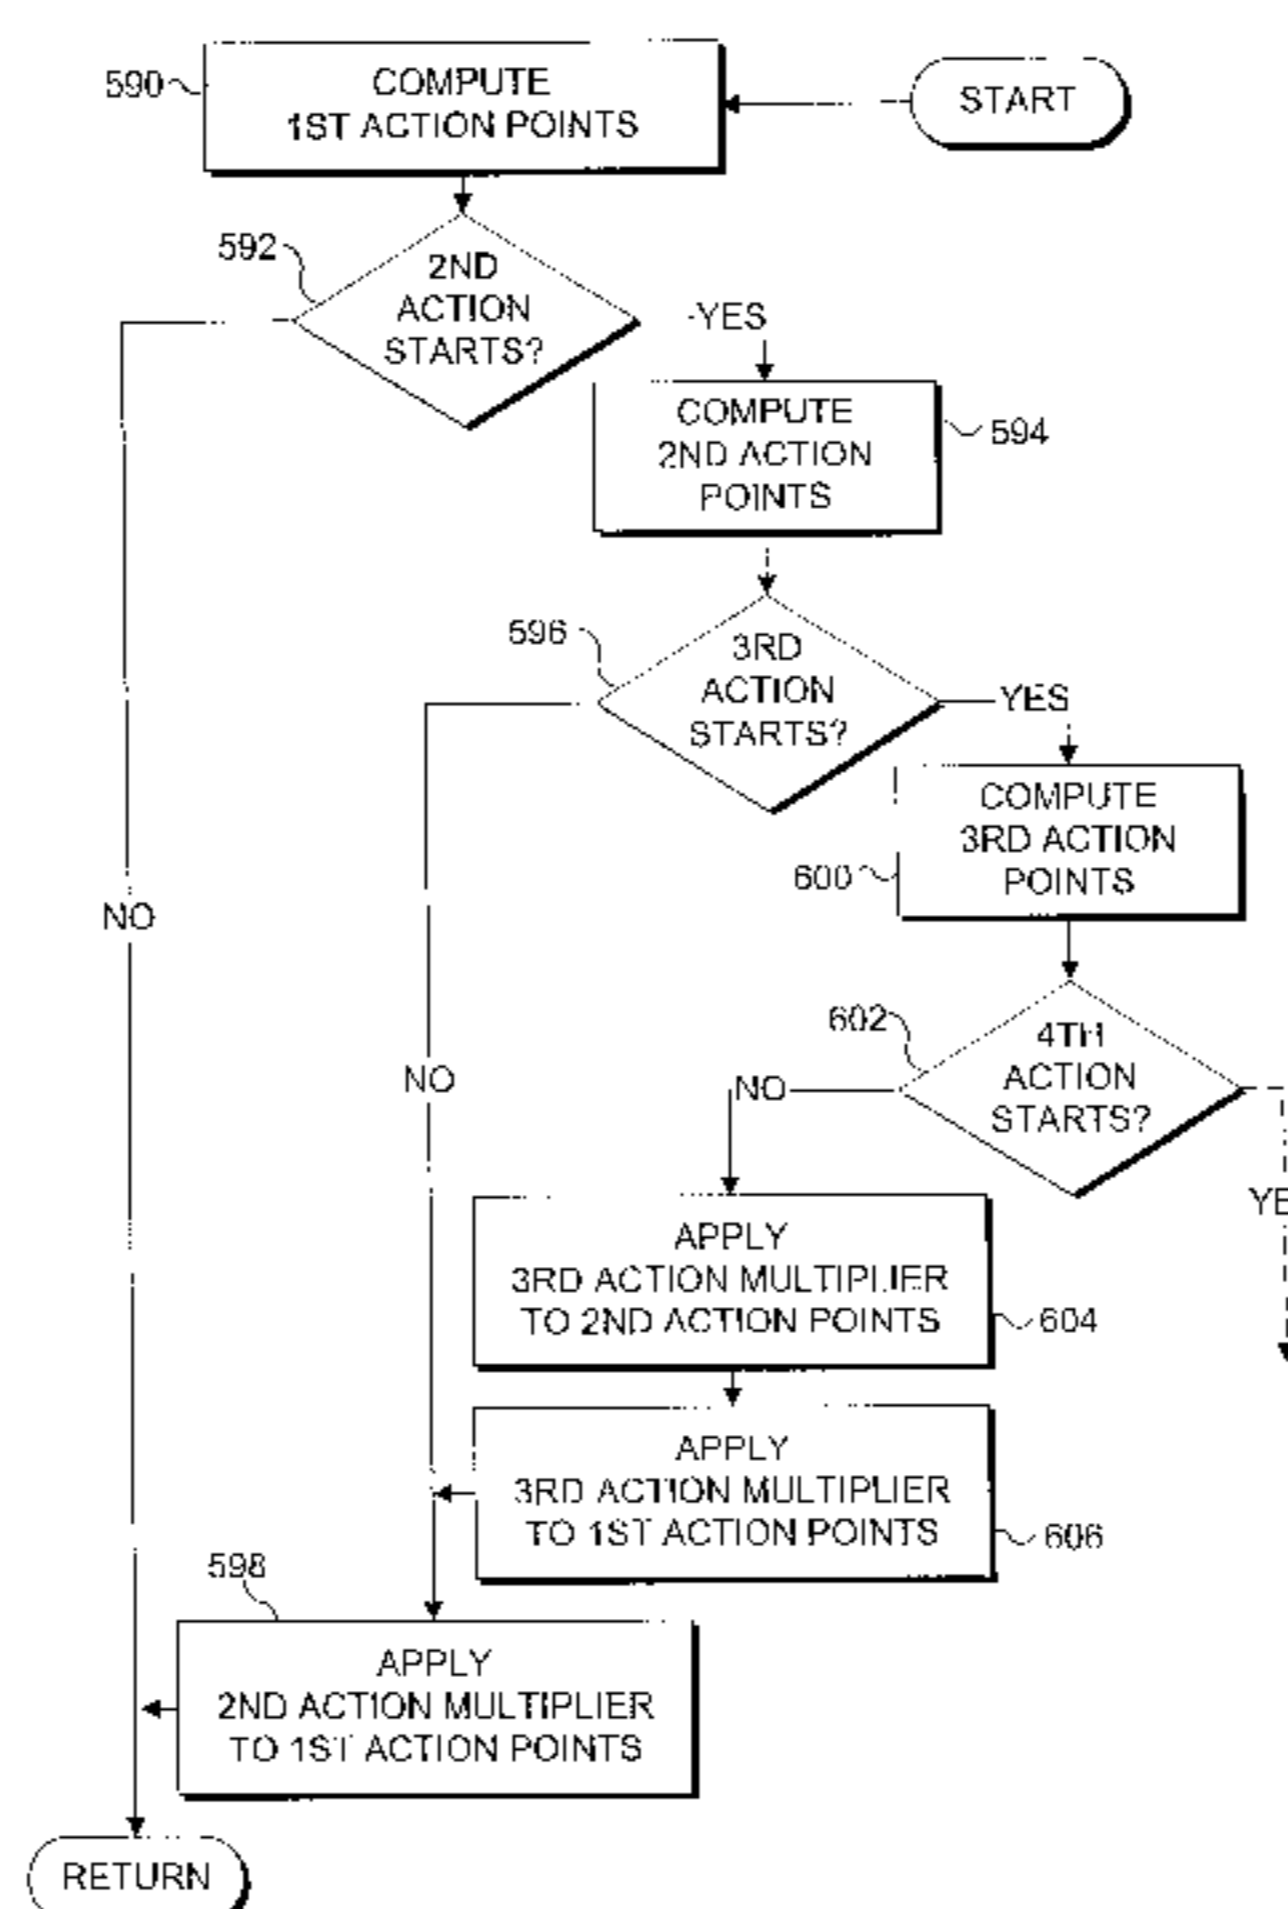 590
COMPUTE
1ST ACTION POINTS
START
592
2ND
ACTION
STARTS?
YES
COMPUTE
2ND ACTION
POINTS
594
596
3RD
ACTION
STARTS?
YES
COMPUTE
3RD ACTION
POINTS
600
NO
602
4TH
ACTION
STARTS?
NO
NO
YE
APPLY
3RD ACTION MULTIPLIER
TO 2ND ACTION POINTS
604
APPLY
3RD ACTION MULTIPLIER
TO 1ST ACTION POINTS
606
598
APPLY
2ND ACTION MULTIPLIER
TO 1ST ACTION POINTS
RETURN